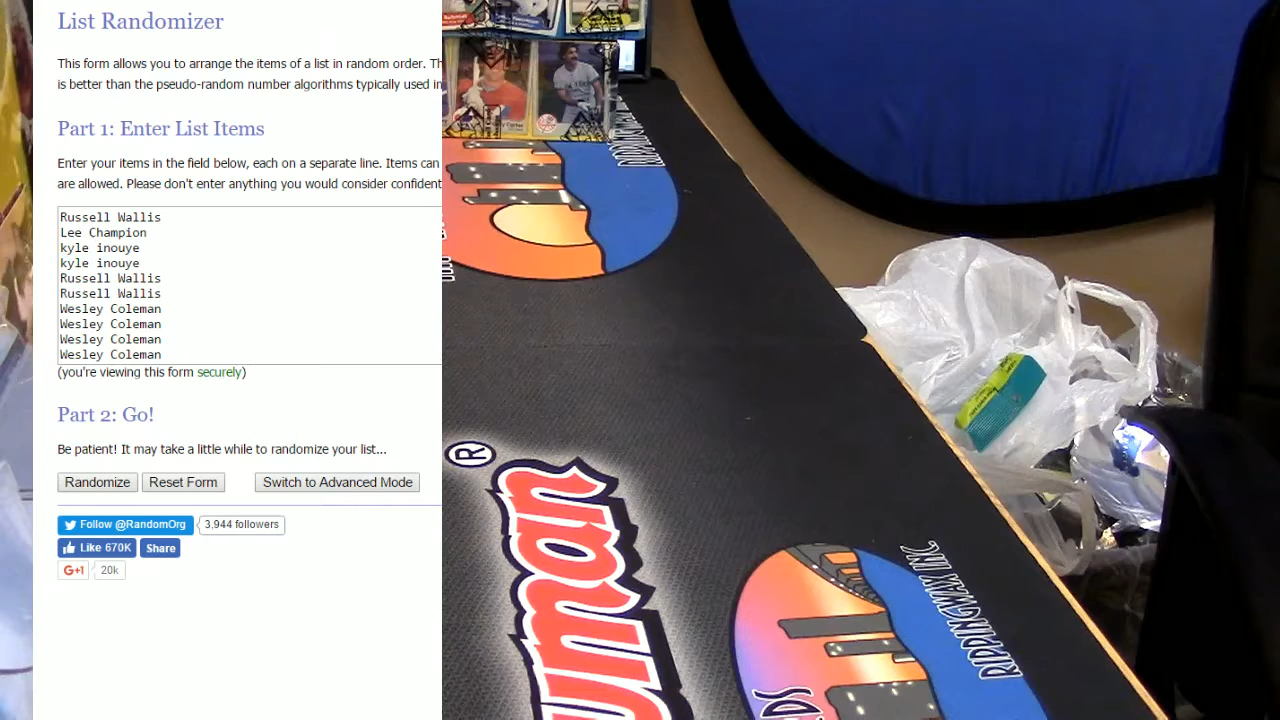 List Randomizer
This form allows you to arrange the items of a list in random order. Th
is better than the pseudo-random number algorithms typically used in
Part 1: Enter List Items
Enter your items in the field below, each on a separate line. Items can
are allowed. Please don't enter anything you would consider confident
Russell Wallis
Lee Champion
kyle inouye
kyle inouye
Russell Wallis
Russell Wallis
Wesley Coleman
Wesley Coleman
Wesley Coleman
Wesley Coleman
(you're viewing this form securely)
Part 2: Go!
Be patient! It may take a little while to randomize your list...
Randomize Reset Form Switch to Advanced Mode
Follow @RandomOrg 3,944 followers
Like 670K Share
G+1 20k
®
uman
RIPPINGWAX INC.
DS